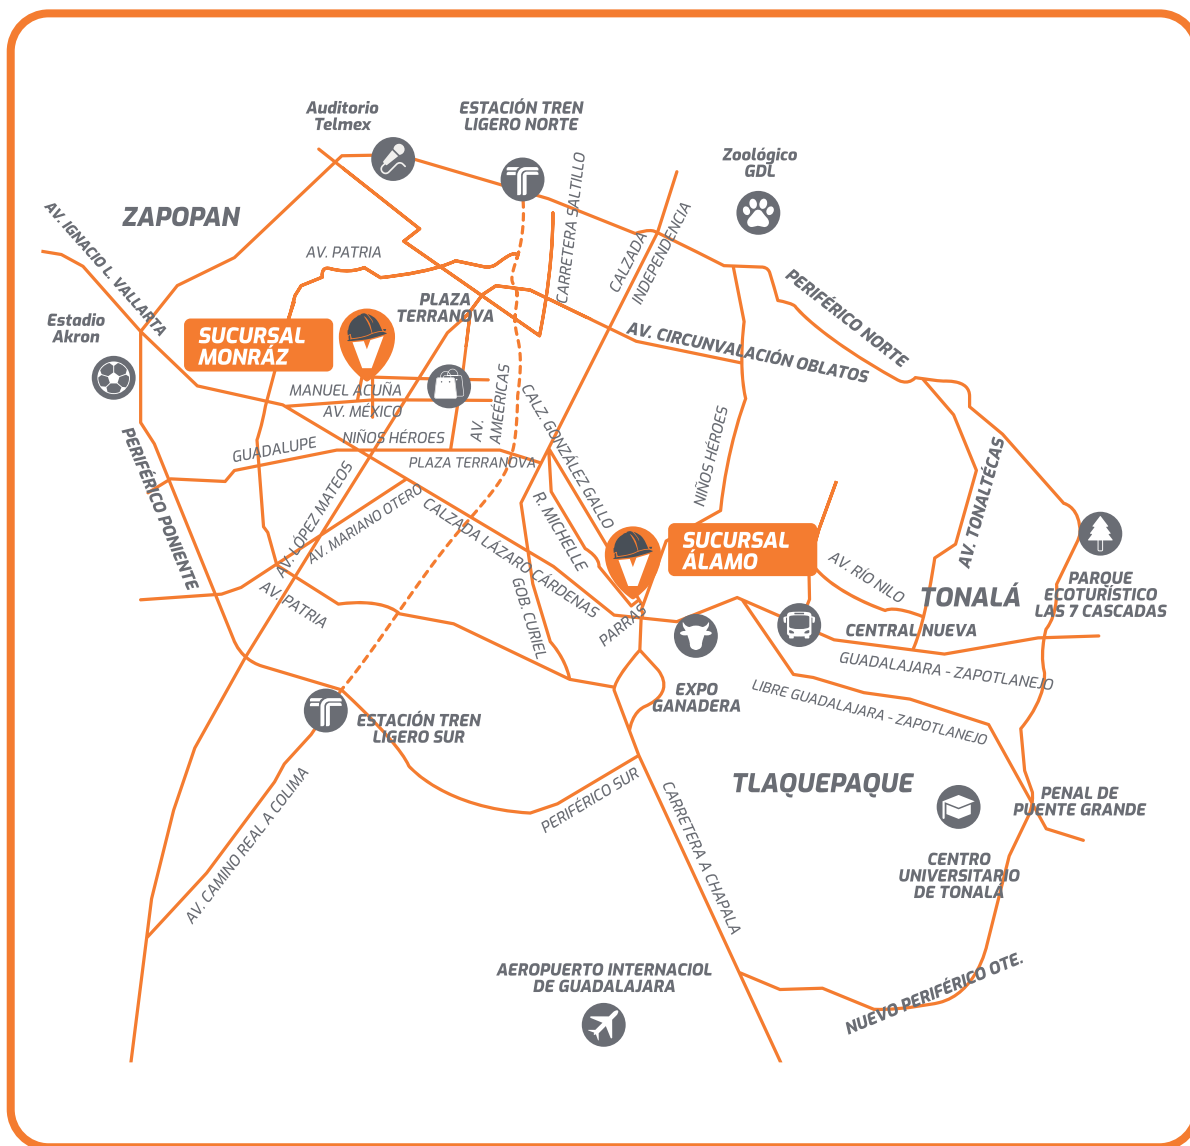 Auditorio
Telmex
ESTACIÓN TREN
LIGERO NORTE
Zoológico
GDL
ZAPOPAN
AV. IGNACIO L. VALLARTA
AV. PATRIA
CARRETERA SALTILLO
CALZADA
INDEPENDENCIA
PERIFÉRICO NORTE
Estadio
Akron
SUCURSAL
MONRÁZ
PLAZA
TERRANOVA
AV. CIRCUNVALACIÓN OBLATOS
MANUEL ACUÑA
AV. MÉXICO
AV.
AMEÉRICAS
CALZ. GONZÁLEZ GALLO
NIÑOS HÉROES
GUADALUPE
NIÑOS HÉROES
PLAZA TERRANOVA
PERIFÉRICO PONIENTE
AV. LÓPEZ MATEOS
AV. MARIANO OTERO
CALZADA LÁZARO CÁRDENAS
R. MICHELLE
AV. TONALTÉCAS
SUCURSAL
ÁLAMO
AV. RÍO NILO
TONALÁ
PARQUE
ECOTURÍSTICO
LAS 7 CASCADAS
AV. PATRIA
GOB. CURIEL
PARRAS
CENTRAL NUEVA
GUADALAJARA - ZAPOTLANEJO
EXPO
GANADERA
LIBRE GUADALAJARA - ZAPOTLANEJO
ESTACIÓN TREN
LIGERO SUR
TLAQUEPAQUE
AV. CAMINO REAL A COLIMA
PERIFÉRICO SUR
CARRETERA A CHAPALA
PENAL DE
PUENTE GRANDE
CENTRO
UNIVERSITARIO
DE TONALÁ
AEROPUERTO INTERNACIOL
DE GUADALAJARA
NUEVO PERIFÉRICO OTE.